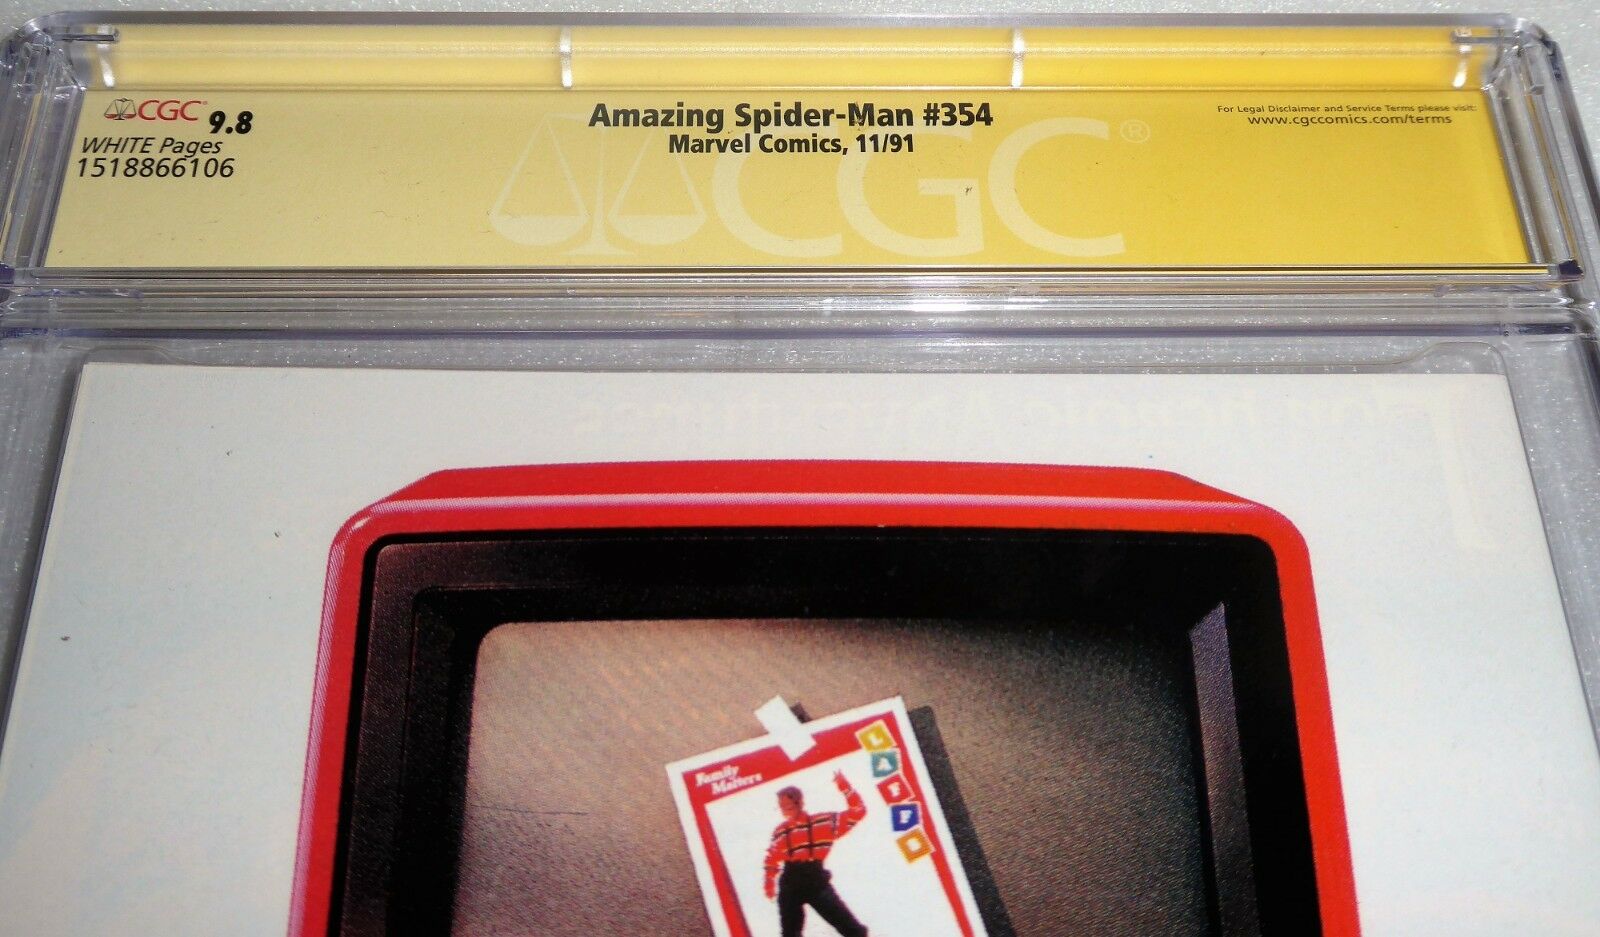 CGC 9.8
WHITE Pages
1518866106
Amazing Spider-Man #354
Marvel Comics, 11/91
For Legal Disclaimer and Service Terms please visit:
www.cgccomics.com/terms
CGC®
Family
Matters
L
A
F
F
S